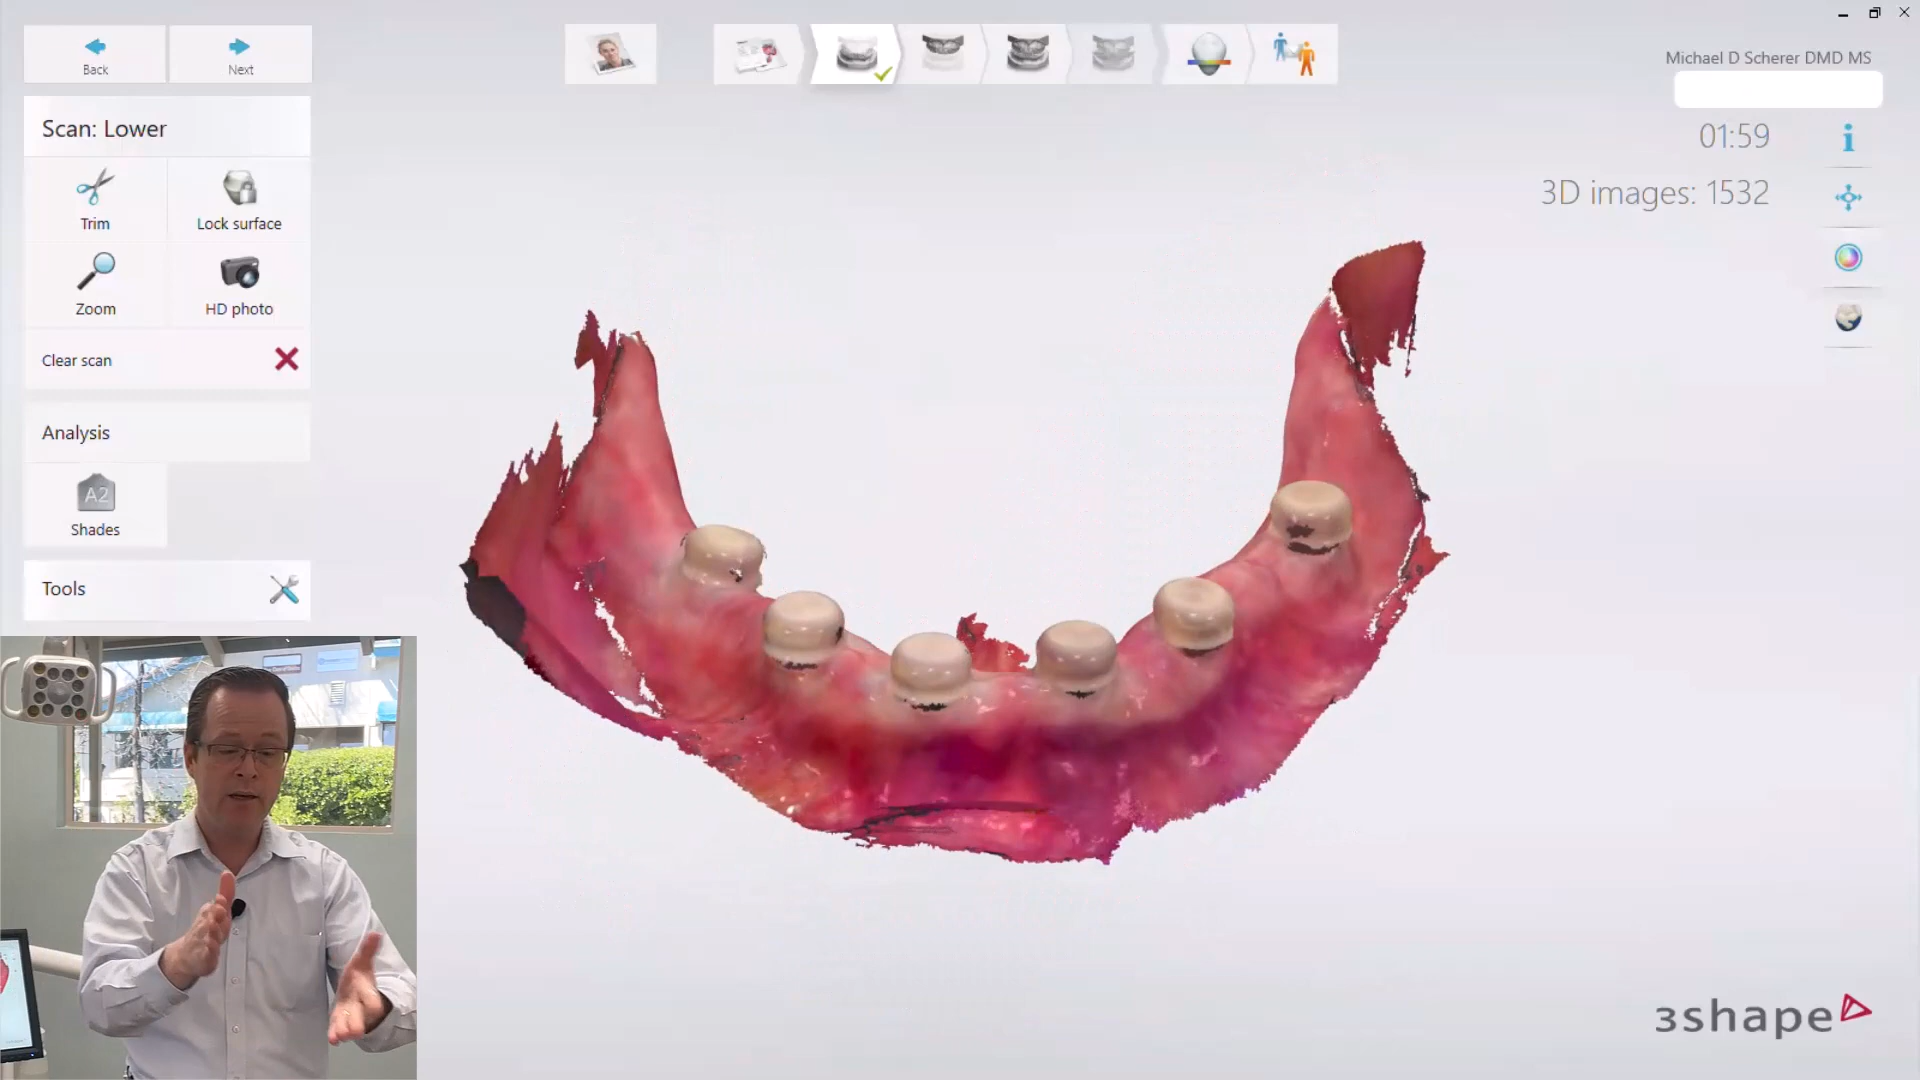 Back
Next
Michael D Scherer DMD MS
Scan: Lower
01:59
3D images: 1532
Trim
Lock surface
Zoom
HD photo
Clear scan
Analysis
A2
Shades
Tools
3shape